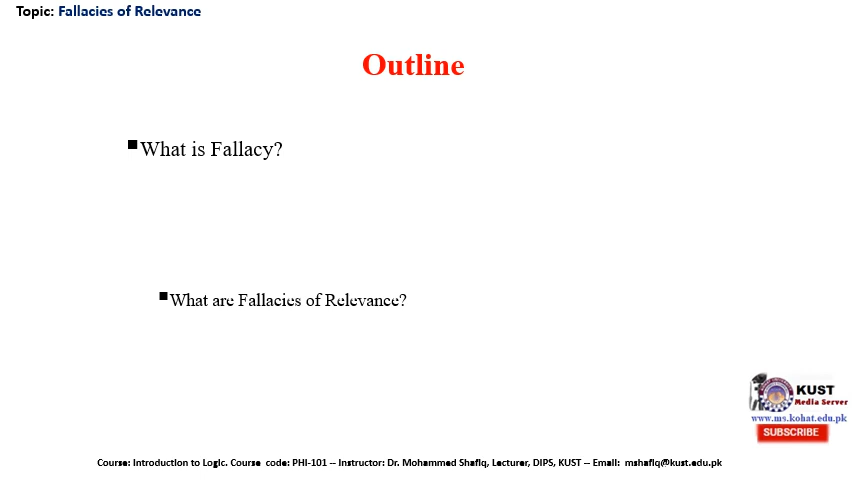 Topic: Fallacies of Relevance
Outline
▪What is Fallacy?
▪What are Fallacies of Relevance?
KUST
Media Server
www.ms.kohat.edu.pk
SUBSCRIBE
Course: Introduction to Logic. Course code: PHI-101 -- Instructor: Dr. Mohammed Shafiq, Lecturer, DIPS, KUST -- Email: mshafiq@kust.edu.pk